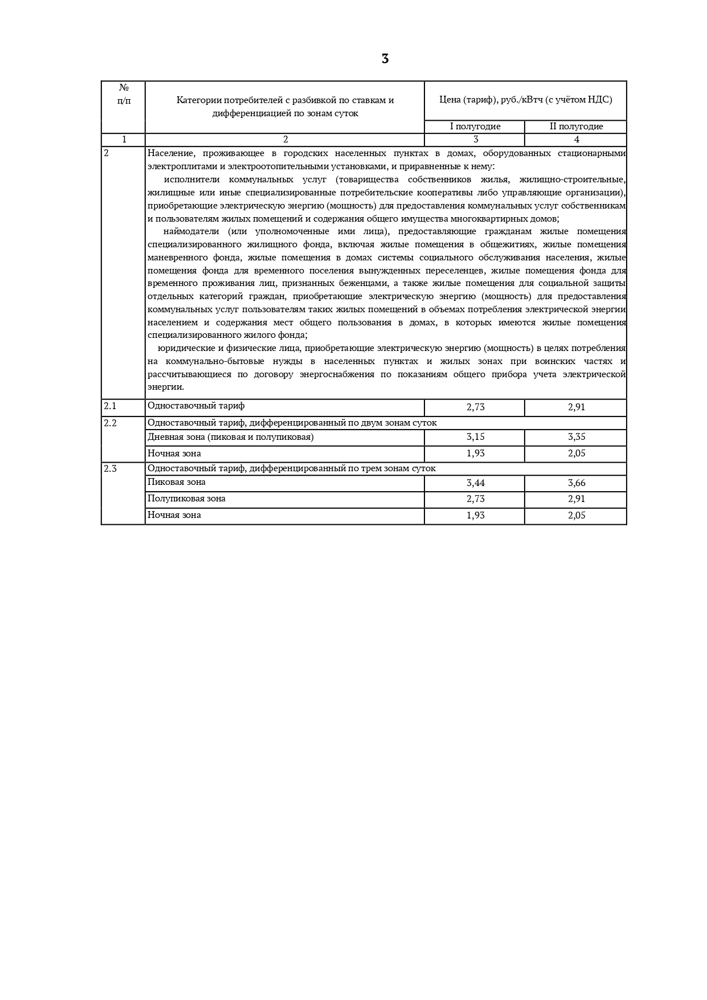 3
№
п/п
Категории потребителей с разбивкой по ставкам и
дифференциацией по зонам суток
Цена (тариф), руб./кВтч (с учётом НДС)
I полугодие
II полугодие
1
2
3
4
2
Население, проживающее в городских населенных пунктах в домах, оборудованных стационарными
электроплитами и электроотопительными установками, и приравненные к нему:
исполнители коммунальных услуг (товарищества собственников жилья, жилищно-строительные,
жилищные или иные специализированные потребительские кооперативы либо управляющие организации),
приобретающие электрическую энергию (мощность) для предоставления коммунальных услуг собственникам
и пользователям жилых помещений и содержания общего имущества многоквартирных домов;
наймодатели (или уполномоченные ими лица), предоставляющие гражданам жилые помещения
специализированного жилищного фонда, включая жилые помещения в общежитиях, жилые помещения
маневренного фонда, жилые помещения в домах системы социального обслуживания населения, жилые
помещения фонда для временного поселения вынужденных переселенцев, жилые помещения фонда для
временного проживания лиц, признанных беженцами, а также жилые помещения для социальной защиты
отдельных категорий граждан, приобретающие электрическую энергию (мощность) для предоставления
коммунальных услуг пользователям таких жилых помещений в объемах потребления электрической энергии
населением и содержания мест общего пользования в домах, в которых имеются жилые помещения
специализированного жилого фонда;
юридические и физические лица, приобретающие электрическую энергию (мощность) в целях потребления
на коммунально-бытовые нужды в населенных пунктах и жилых зонах при воинских частях и
рассчитывающиеся по договору энергоснабжения по показаниям общего прибора учета электрической
энергии.
2.1
Одноставочный тариф
2,73
2,91
2.2
Одноставочный тариф, дифференцированный по двум зонам суток
Дневная зона (пиковая и полупиковая)
3,15
3,35
Ночная зона
1,93
2,05
2.3
Одноставочный тариф, дифференцированный по трем зонам суток
Пиковая зона
3,44
3,66
Полупиковая зона
2,73
2,91
Ночная зона
1,93
2,05